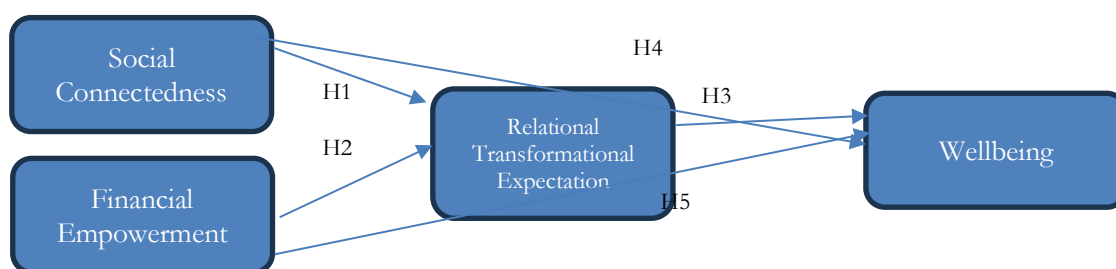 Social
Connectedness
H1
H2
Financial
Empowerment
Relational
Transformational
Expectation
H4
H3
H5
Wellbeing